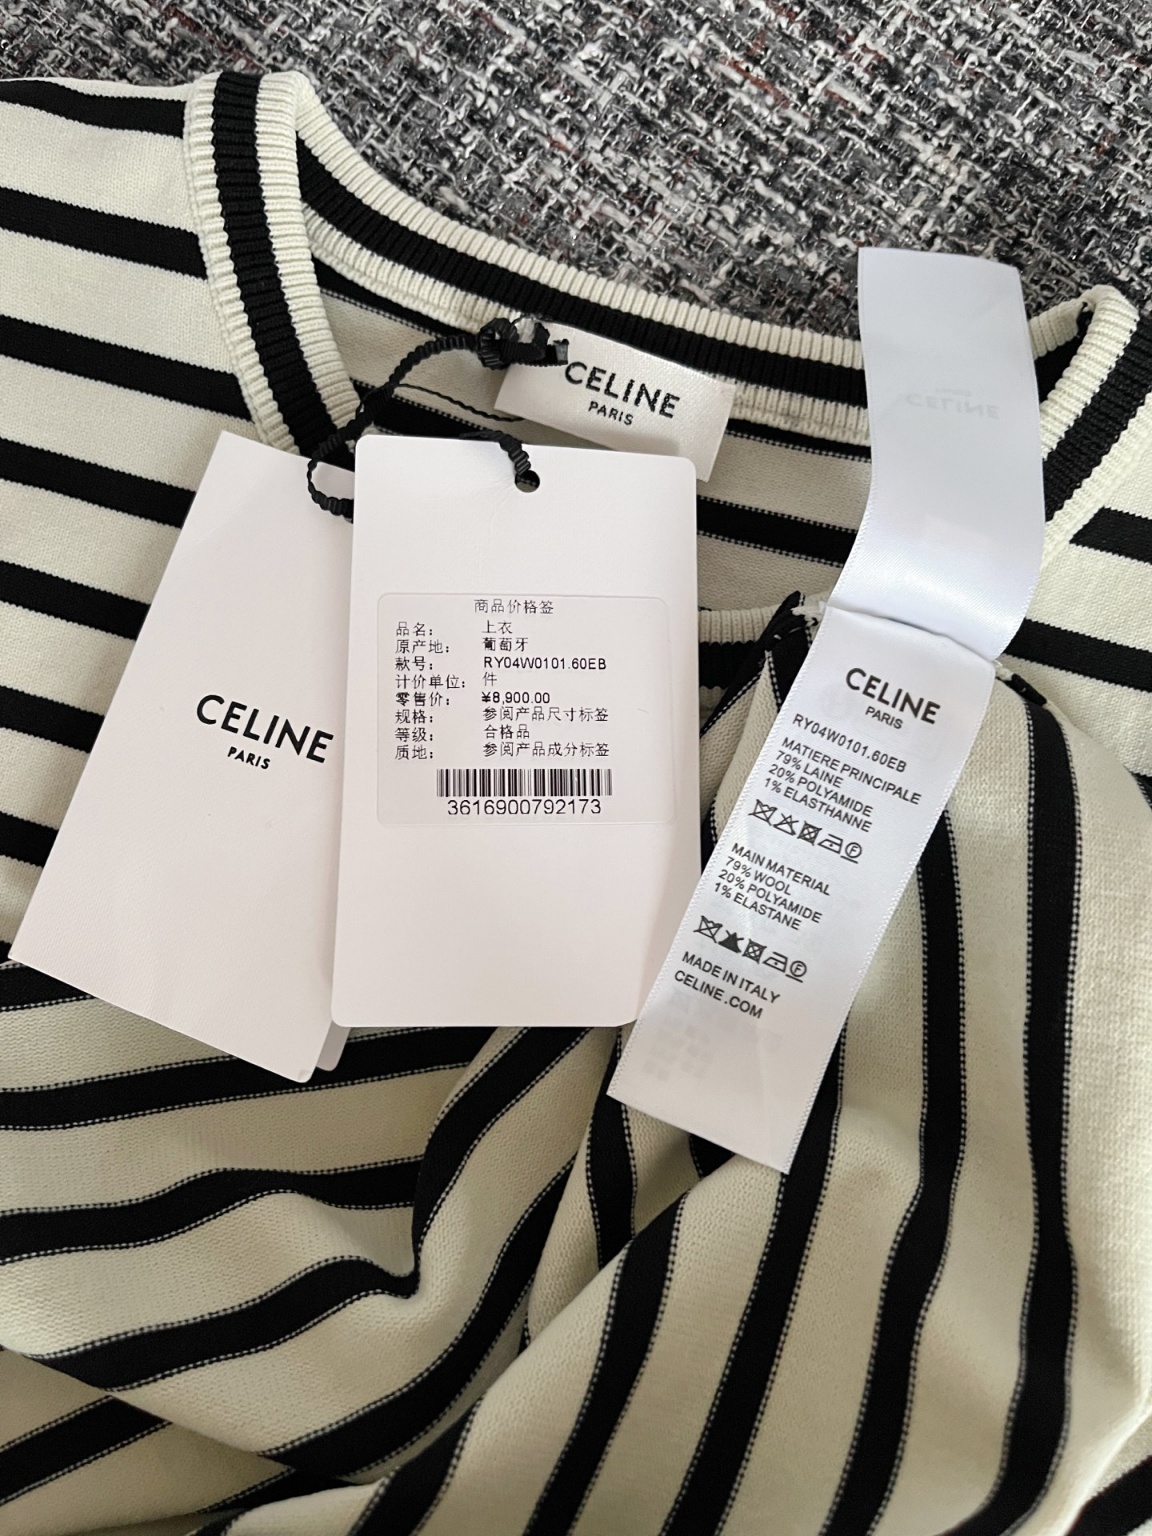 CELINE
PARIS
CELINE
PARIS
商品价格签
品名： 上衣
原产地： 葡萄牙
款号： RY04W0101.60EB
计价单位： 件
零售价： ¥8,900.00
规格： 参阅产品尺寸标签
等级： 合格品
质地： 参阅产品成分标签
3616900792173
CELINE
PARIS
RY04W0101.60EB
MATIERE PRINCIPALE
79% LAINE
20% POLYAMIDE
1% ELASTHANNE
MAIN MATERIAL
79% WOOL
20% POLYAMIDE
1% ELASTANE
MADE IN ITALY
CELINE.COM